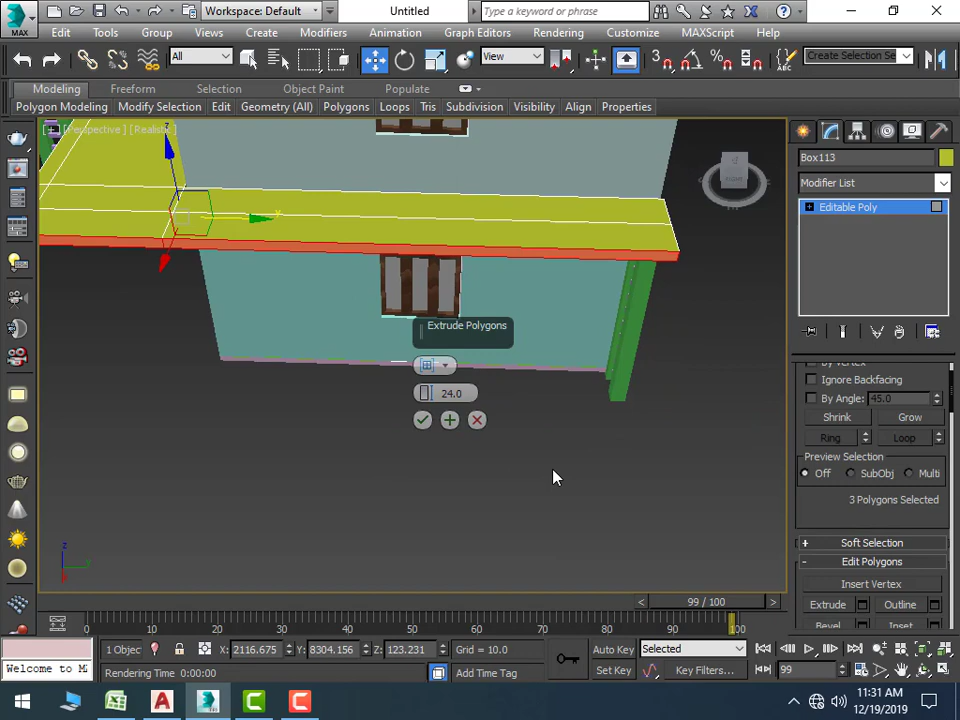 MAX
Workspace: Default
Untitled
Type a keyword or phrase
File
Edit
Tools
Group
Views
Create
Modifiers
Animation
Graph Editors
Rendering
Customize
MAXScript
Help
All
View
Create Selection Se
Modeling
Freeform
Selection
Object Paint
Populate
Polygon Modeling
Modify Selection
Edit
Geometry (All)
Polygons
Loops
Tris
Subdivision
Visibility
Align
Properties
[+] [Perspective] [Realistic]
Box113
Modifier List
Editable Poly
Extrude Polygons
24.0
Ignore Backfacing
By Angle: 45.0
Shrink
Grow
Ring
Loop
Preview Selection
Off
SubObj
Multi
3 Polygons Selected
Soft Selection
Edit Polygons
Insert Vertex
Extrude
Outline
Bevel
Inset
99 / 100
0 10 20 30 40 50 60 70 80 90 100
1 Objec
X: 2116.675
Y: 8304.156
Z: 123.231
Grid = 10.0
Auto Key
Selected
Welcome to M
Rendering Time 0:00:00
Add Time Tag
Set Key
Key Filters...
99
11:31 AM
12/19/2019